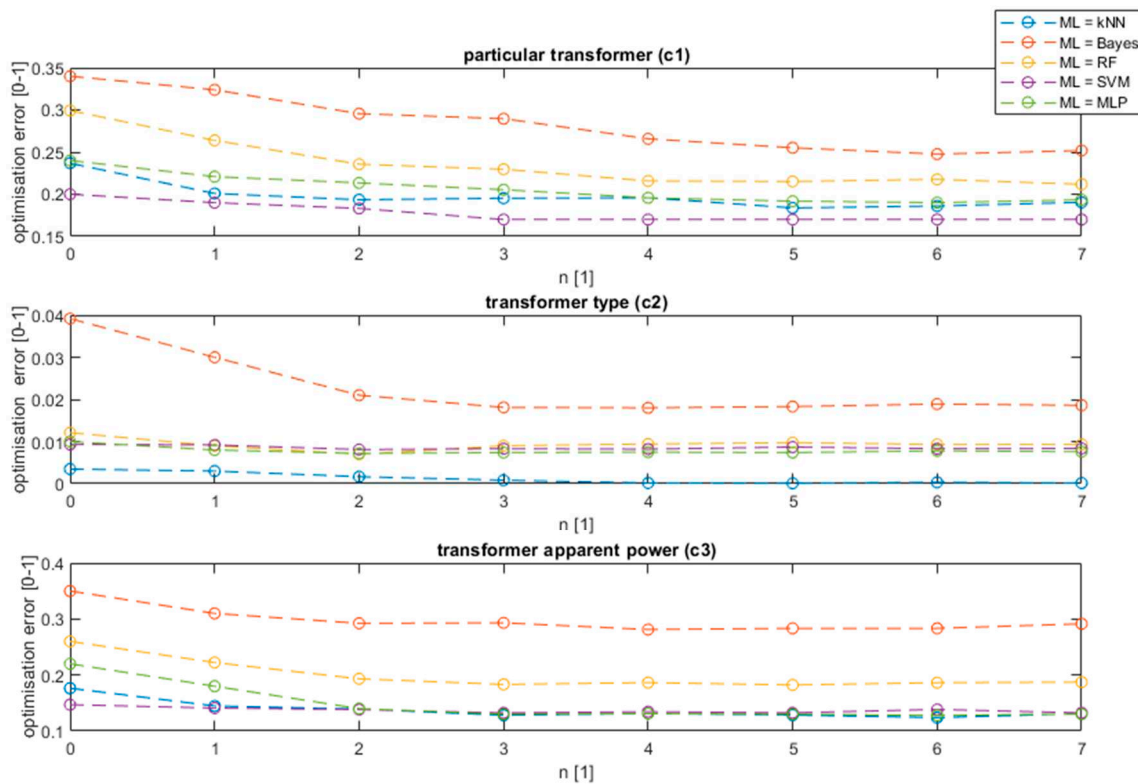 ML = kNN
ML = Bayes
ML = RF
ML = SVM
ML = MLP
particular transformer (c1)
optimisation error [0-1]
0.35
0.3
0.25
0.2
0.15
0 1 2 3 4 5 6 7
n [1]
transformer type (c2)
optimisation error [0-1]
0.04
0.03
0.02
0.010
0
0 1 2 3 4 5 6 7
n [1]
transformer apparent power (c3)
optimisation error [0-1]
0.4
0.3
0.2
0.1
0 1 2 3 4 5 6 7
n [1]